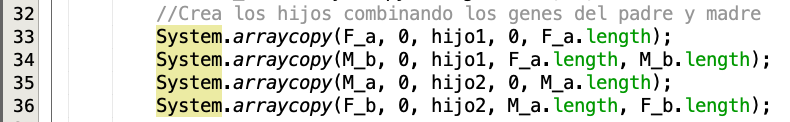 32 //Crea los hijos combinando los genes del padre y madre
33 System.arraycopy(F_a, 0, hijo1, 0, F_a.length);
34 System.arraycopy(M_b, 0, hijo1, F_a.length, M_b.length);
35 System.arraycopy(M_a, 0, hijo2, 0, M_a.length);
36 System.arraycopy(F_b, 0, hijo2, M_a.length, F_b.length);